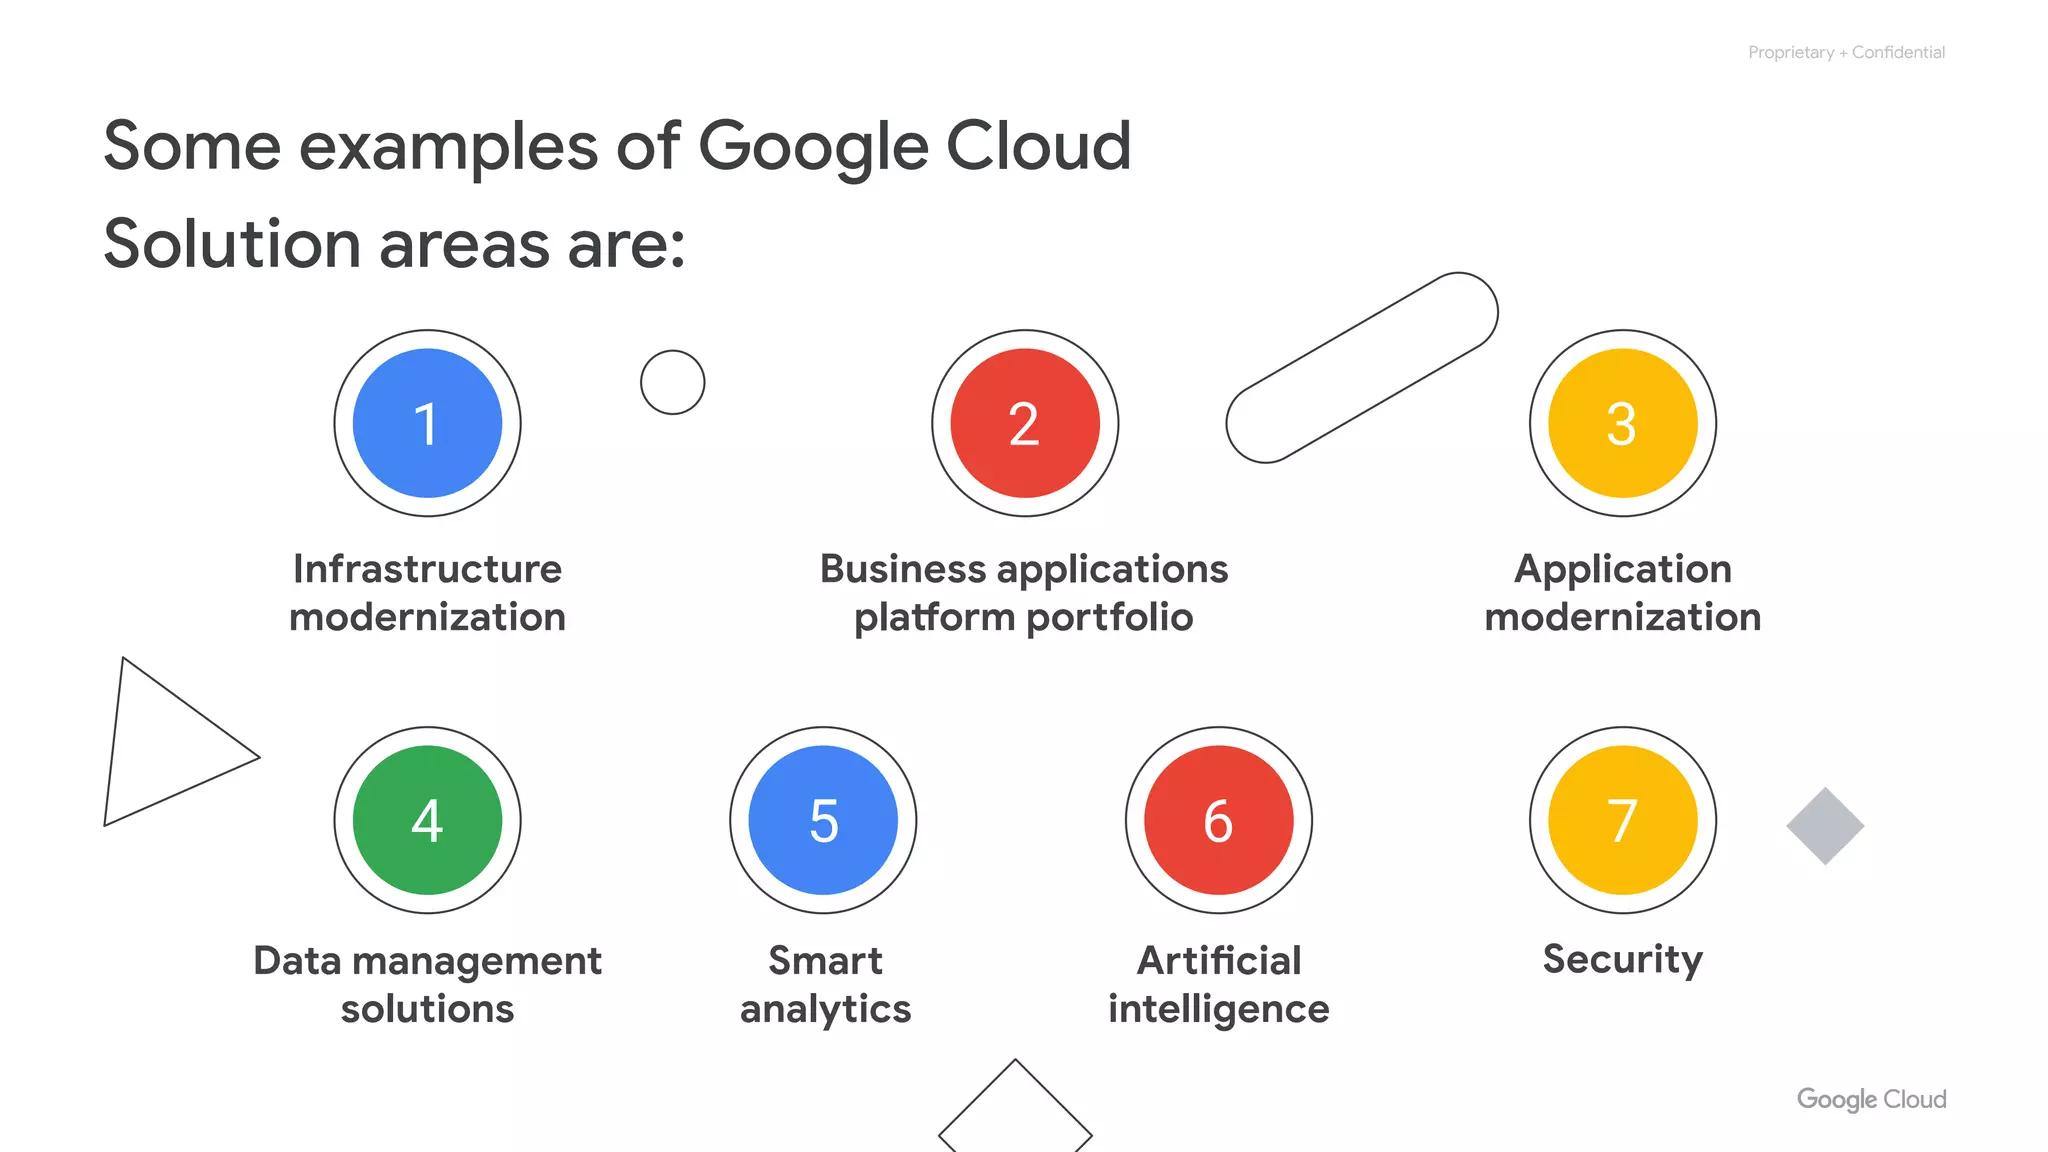 Proprietary + Confidential
Some examples of Google Cloud
Solution areas are:
1
2
3
Infrastructure
modernization
Business applications
platform portfolio
Application
modernization
4
5
6
7
Data management
solutions
Smart
analytics
Artificial
intelligence
Security
Google Cloud